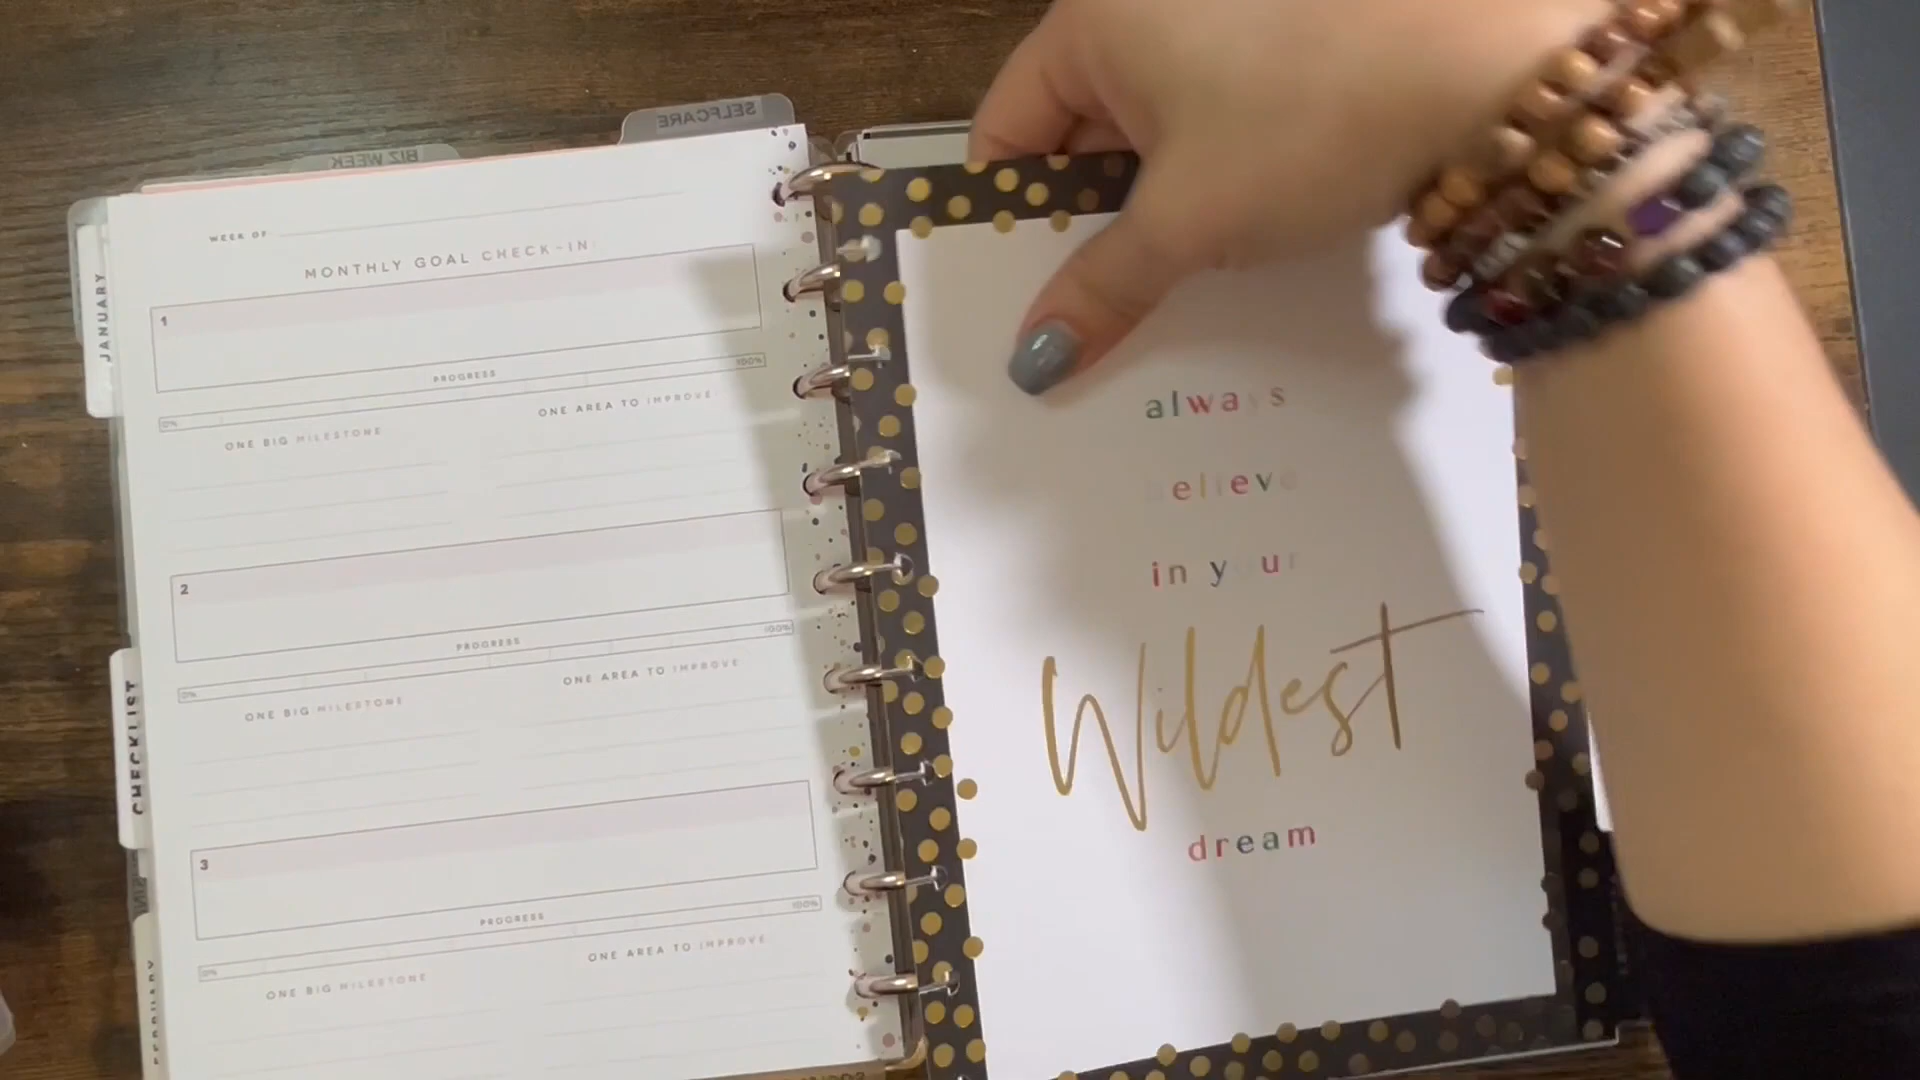 SELFCARE
BIZ WEEK
WEEK OF
MONTHLY GOAL CHECK-IN:
JANUARY
1
PROGRESS
0%
100%
ONE BIG MILESTONE
ONE AREA TO IMPROVE
2
PROGRESS
0%
100%
ONE BIG MILESTONE
ONE AREA TO IMPROVE
CHECKLIST
3
PROGRESS
0%
100%
ONE BIG MILESTONE
ONE AREA TO IMPROVE
FEBRUARY
always
believe
in your
Wildest
dream